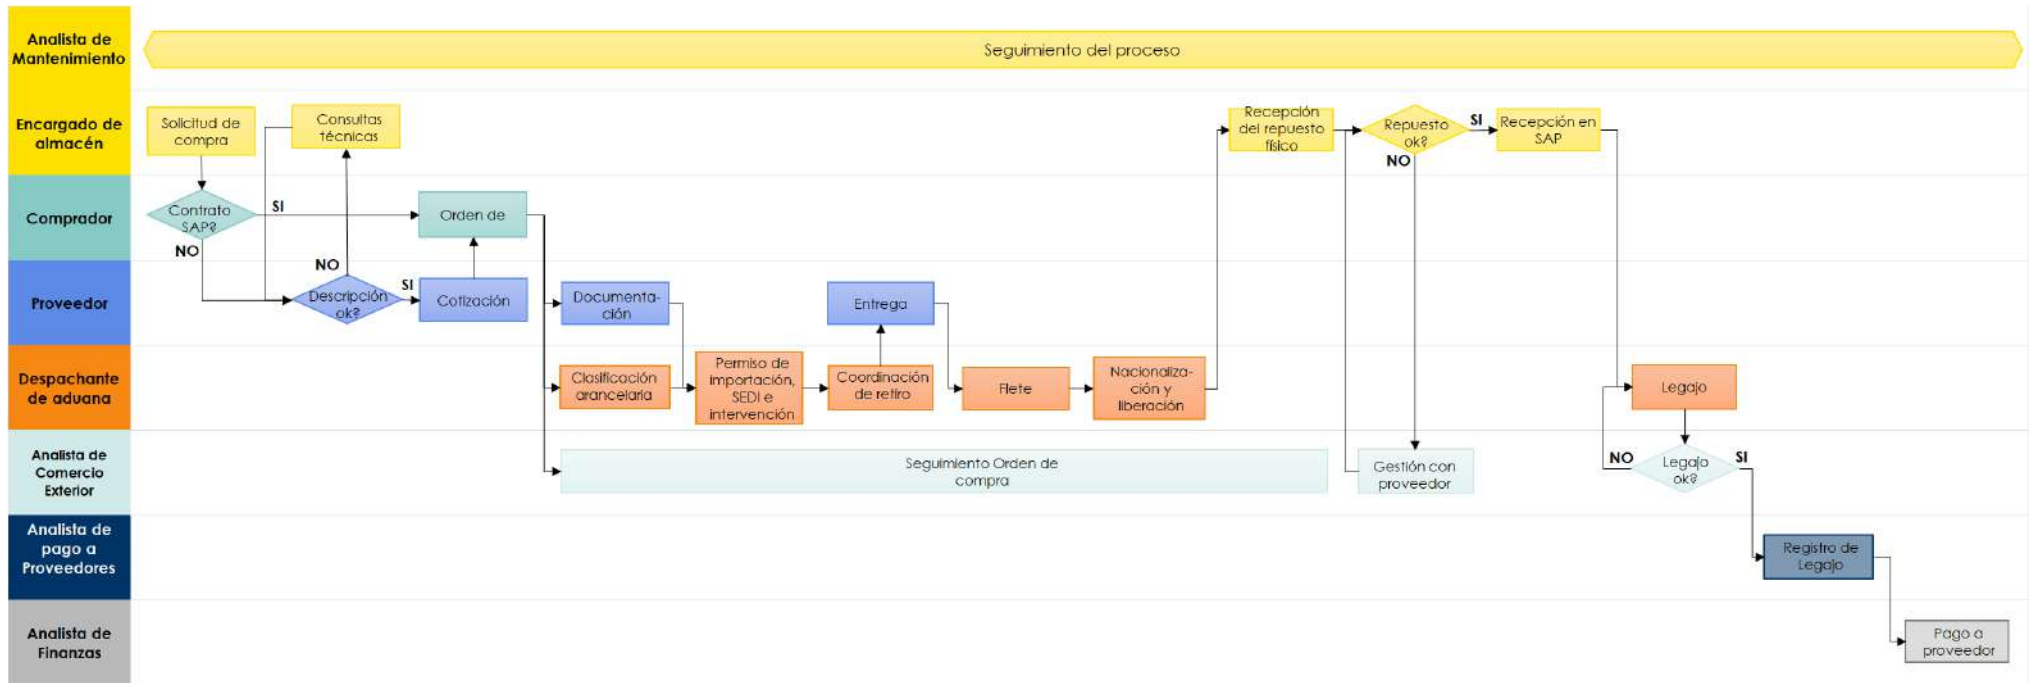 Analista de
Mantenimiento
Seguimiento del proceso
Encargado de
almacén
Solicitud de
compra
Consultas
técnicas
Recepción
del repuesto
físico
Repuesto
ok?
SI
NO
Recepción en
SAP
Comprador
Contrato
SAP?
SI
NO
Orden de
Proveedor
NO
Descripción
ok?
SI
Cotización
Documenta-
ción
Entrega
Despachante
de aduana
Clasificación
arancelaria
Permiso de
importación,
SEDI e
intervención
Coordinación
de retiro
Flete
Nacionaliza-
ción y
liberación
Legajo
Analista de
Comercio
Exterior
Seguimiento Orden de
compra
Gestión con
proveedor
NO
Legajo
ok?
SI
Analista de
pago a
Proveedores
Registro de
Legajo
Analista de
Finanzas
Pago a
proveedor